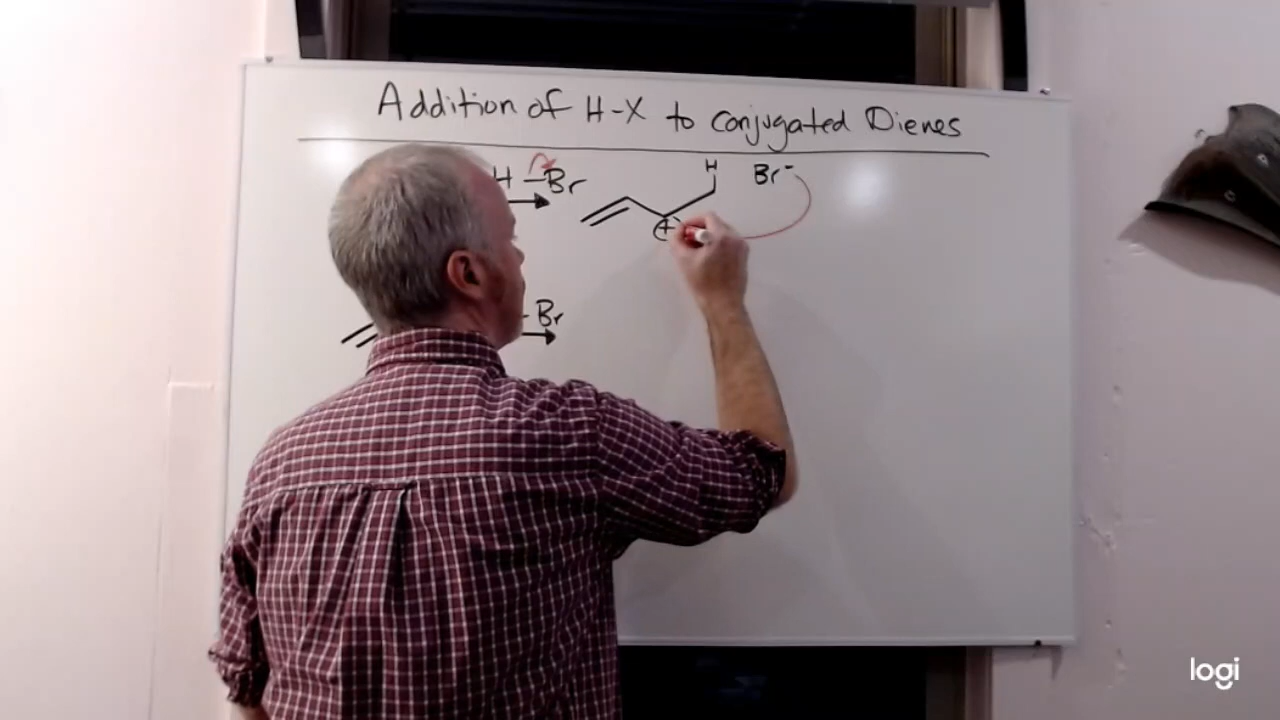 Addition of H-X to Conjugated Dienes
H-Br H Br-
+
-Br
logi